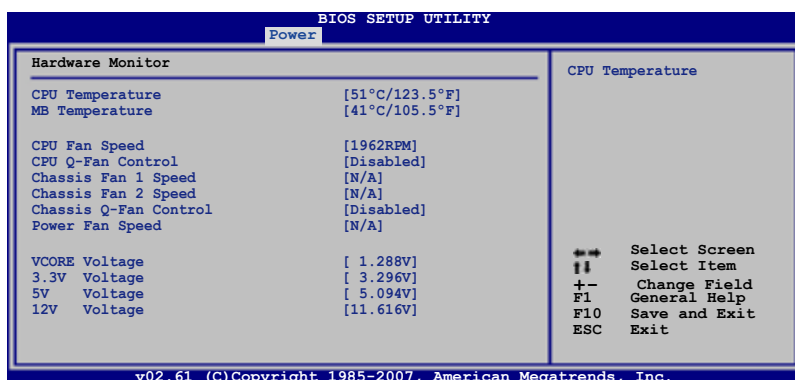 BIOS SETUP UTILITY
Power
Hardware Monitor
CPU Temperature [51°C/123.5°F]
MB Temperature [41°C/105.5°F]
CPU Fan Speed [1962RPM]
CPU Q-Fan Control [Disabled]
Chassis Fan 1 Speed [N/A]
Chassis Fan 2 Speed [N/A]
Chassis Q-Fan Control [Disabled]
Power Fan Speed [N/A]
VCORE Voltage [ 1.288V]
3.3V Voltage [ 3.296V]
5V Voltage [ 5.094V]
12V Voltage [11.616V]
CPU Temperature
←→ Select Screen
↑↓ Select Item
+- Change Field
F1 General Help
F10 Save and Exit
ESC Exit
v02.61 (C)Copyright 1985-2007, American Megatrends, Inc.